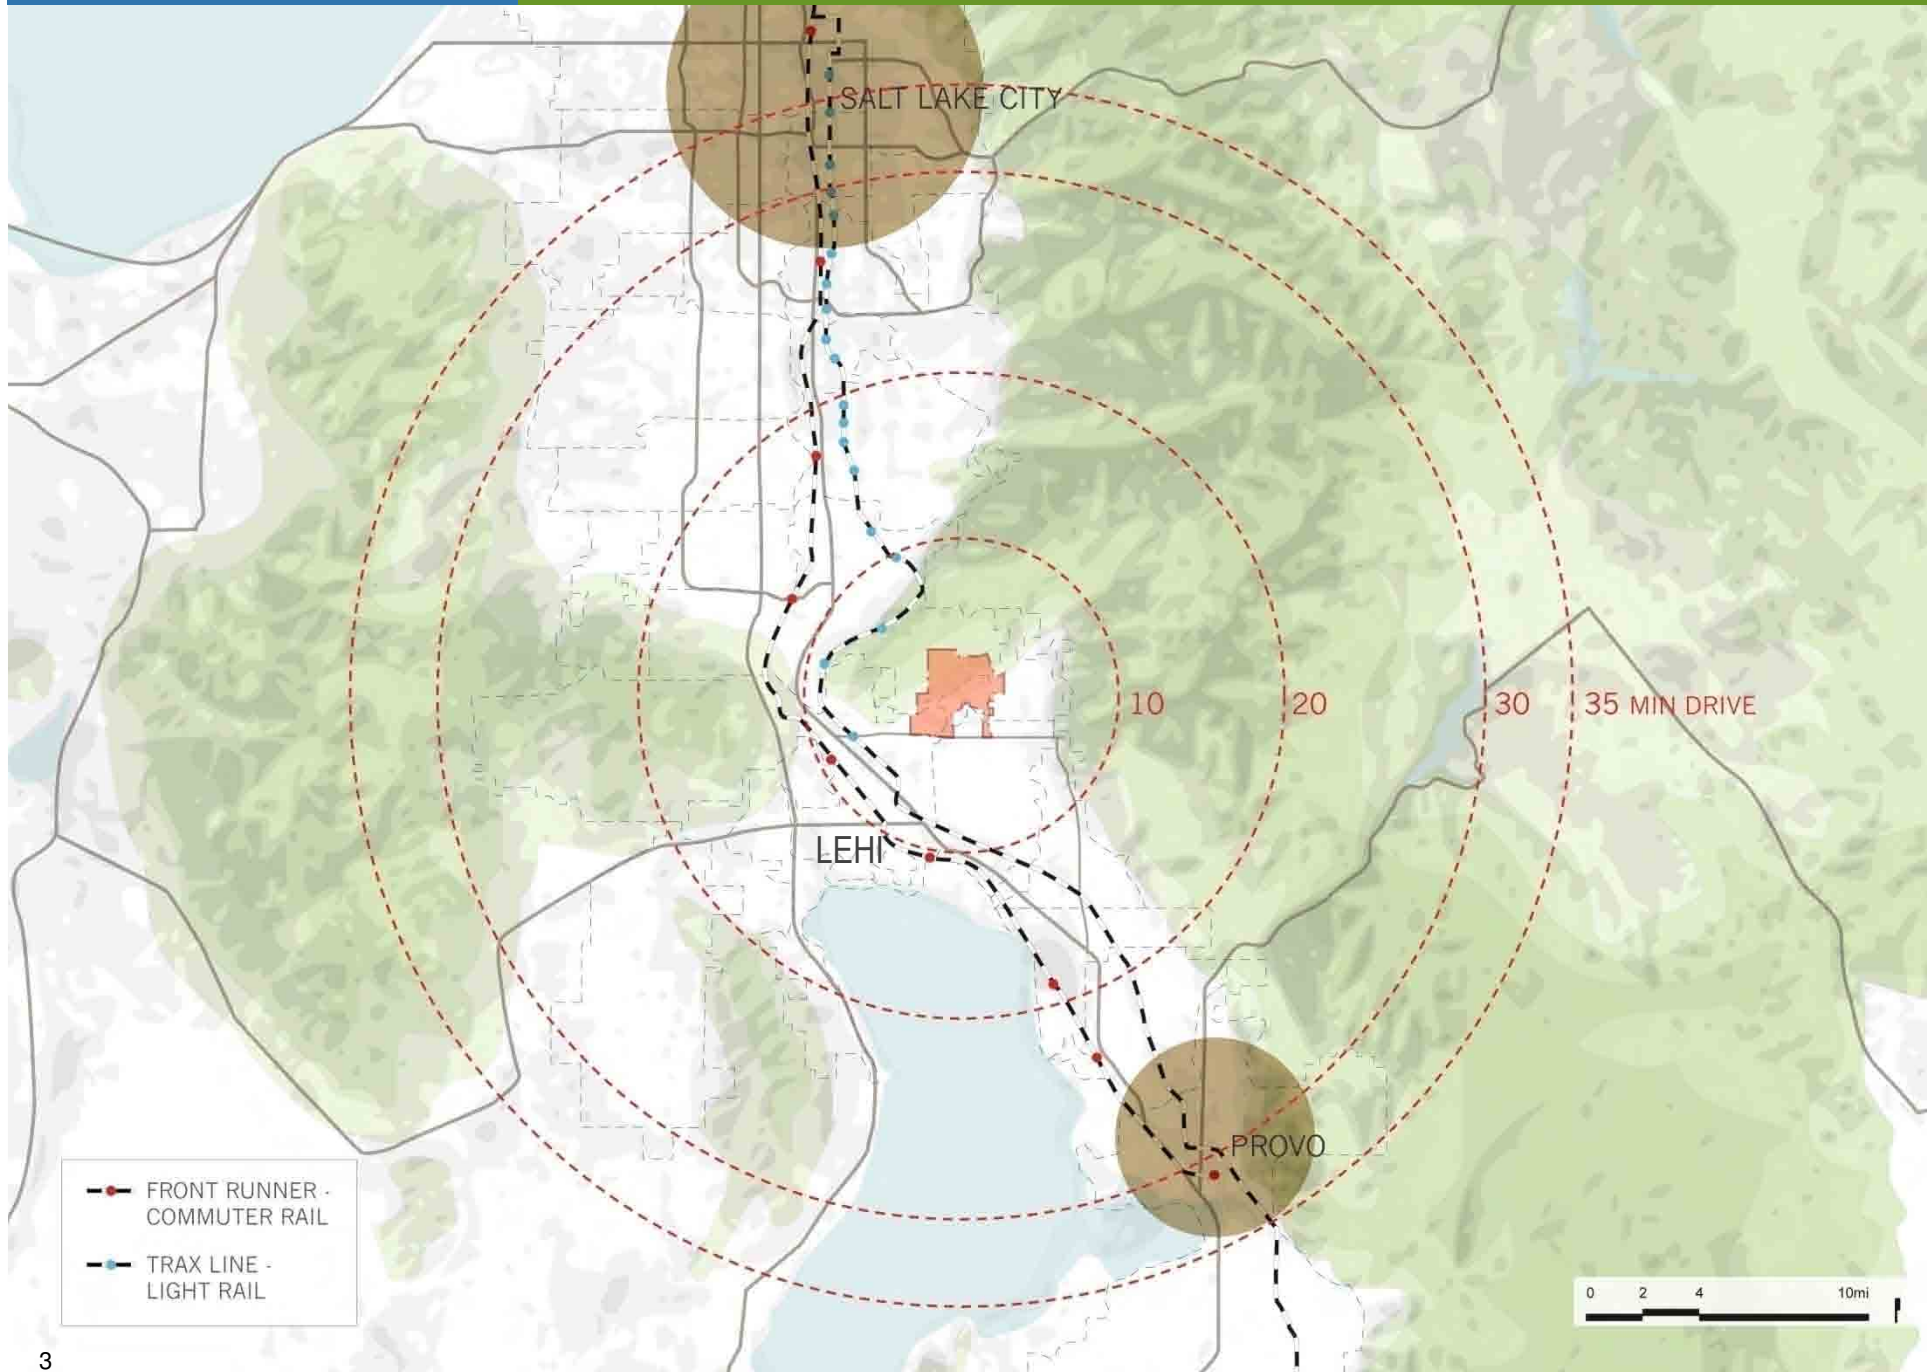 SALT LAKE CITY
10
20
30
35 MIN DRIVE
LEHI
PROVO
FRONT RUNNER -
COMMUTER RAIL
TRAX LINE -
LIGHT RAIL
0 2 4 10mi
3